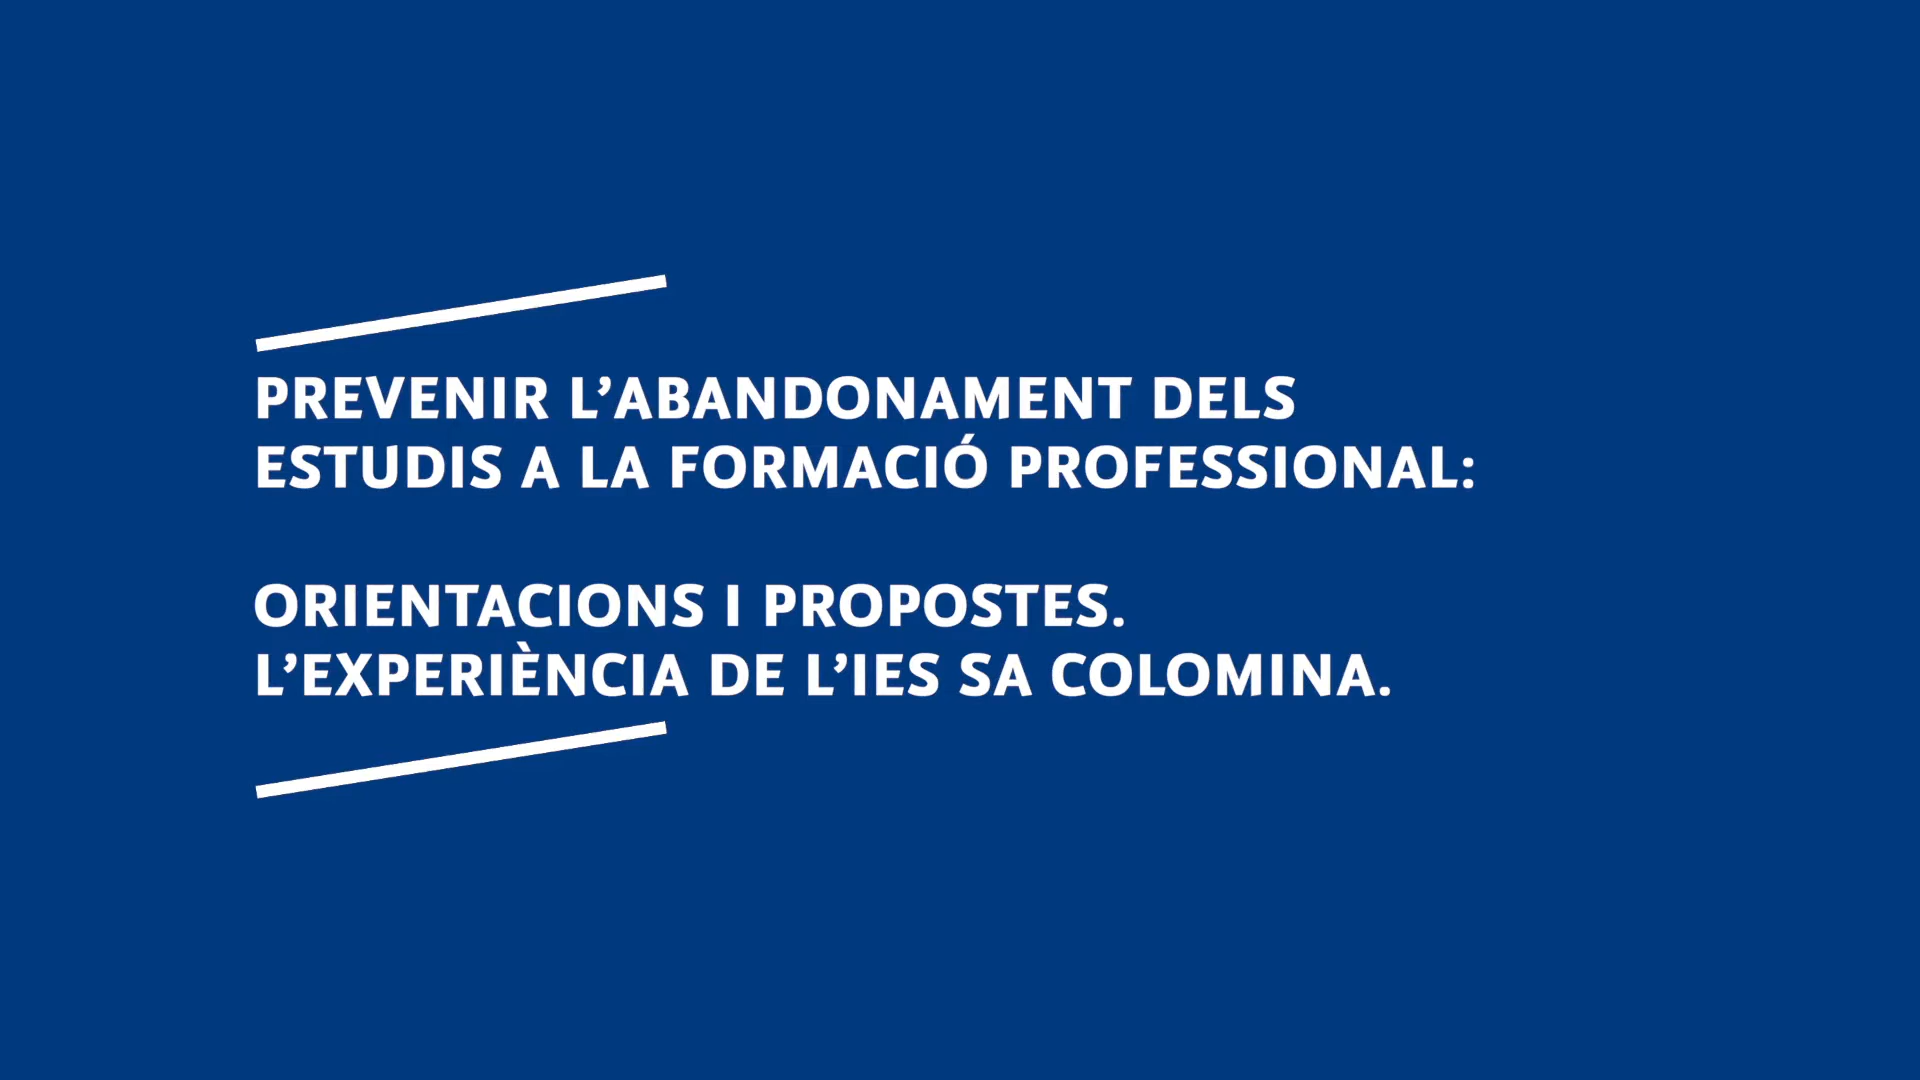 PREVENIR L’ABANDONAMENT DELS
ESTUDIS A LA FORMACIÓ PROFESSIONAL:
ORIENTACIONS I PROPOSTES.
L’EXPERIÈNCIA DE L’IES SA COLOMINA.